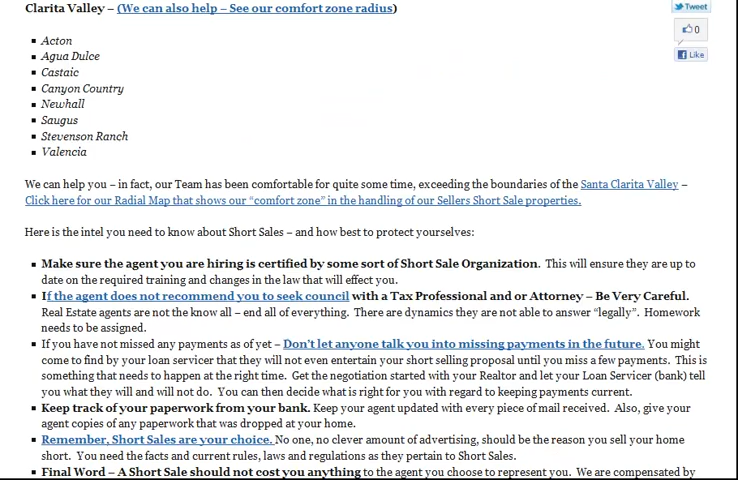 Clarita Valley – (We can also help – See our comfort zone radius)
Tweet
0
Like
Acton
Agua Dulce
Castaic
Canyon Country
Newhall
Saugus
Stevenson Ranch
Valencia
We can help you – in fact, our Team has been comfortable for quite some time, exceeding the boundaries of the Santa Clarita Valley –
Click here for our Radial Map that shows our “comfort zone” in the handling of our Sellers Short Sale properties.
Here is the intel you need to know about Short Sales – and how best to protect yourselves:
Make sure the agent you are hiring is certified by some sort of Short Sale Organization. This will ensure they are up to
date on the required training and changes in the law that will effect you.
If the agent does not recommend you to seek council with a Tax Professional and or Attorney – Be Very Careful.
Real Estate agents are not the know all – end all of everything. There are dynamics they are not able to answer “legally”. Homework
needs to be assigned.
If you have not missed any payments as of yet – Don’t let anyone talk you into missing payments in the future. You might
come to find by your loan servicer that they will not even entertain your short selling proposal until you miss a few payments. This is
something that needs to happen at the right time. Get the negotiation started with your Realtor and let your Loan Servicer (bank) tell
you what they will and will not do. You can then decide what is right for you with regard to keeping payments current.
Keep track of your paperwork from your bank. Keep your agent updated with every piece of mail received. Also, give your
agent copies of any paperwork that was dropped at your home.
Remember, Short Sales are your choice. No one, no clever amount of advertising, should be the reason you sell your home
short. You need the facts and current rules, laws and regulations as they pertain to Short Sales.
Final Word – A Short Sale should not cost you anything to the agent you choose to represent you. We are compensated by